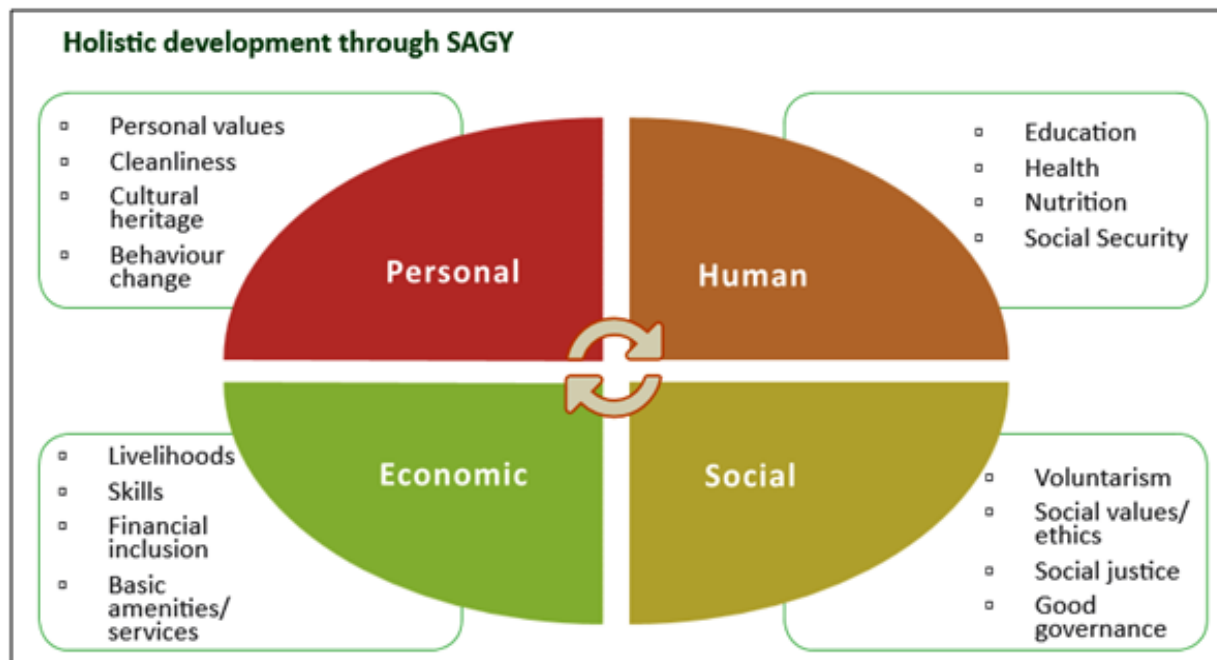 Holistic development through SAGY
▫ Personal values
▫ Cleanliness
▫ Cultural
heritage
▫ Behaviour
change
Personal
▫ Education
▫ Health
▫ Nutrition
▫ Social Security
Human
▫ Livelihoods
▫ Skills
▫ Financial
inclusion
▫ Basic
amenities/
services
Economic
▫ Voluntarism
▫ Social values/
ethics
▫ Social justice
▫ Good
governance
Social